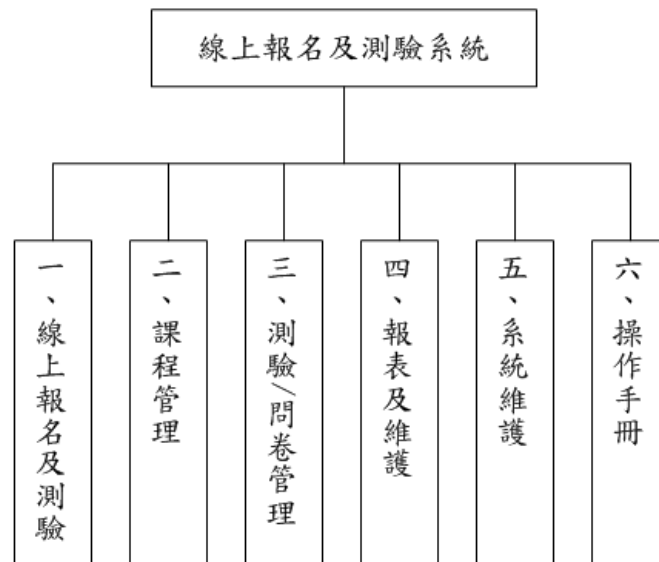 線上報名及測驗系統
一、線上報名及測驗
二、課程管理
三、測驗/問卷管理
四、報表及維護
五、系統維護
六、操作手冊